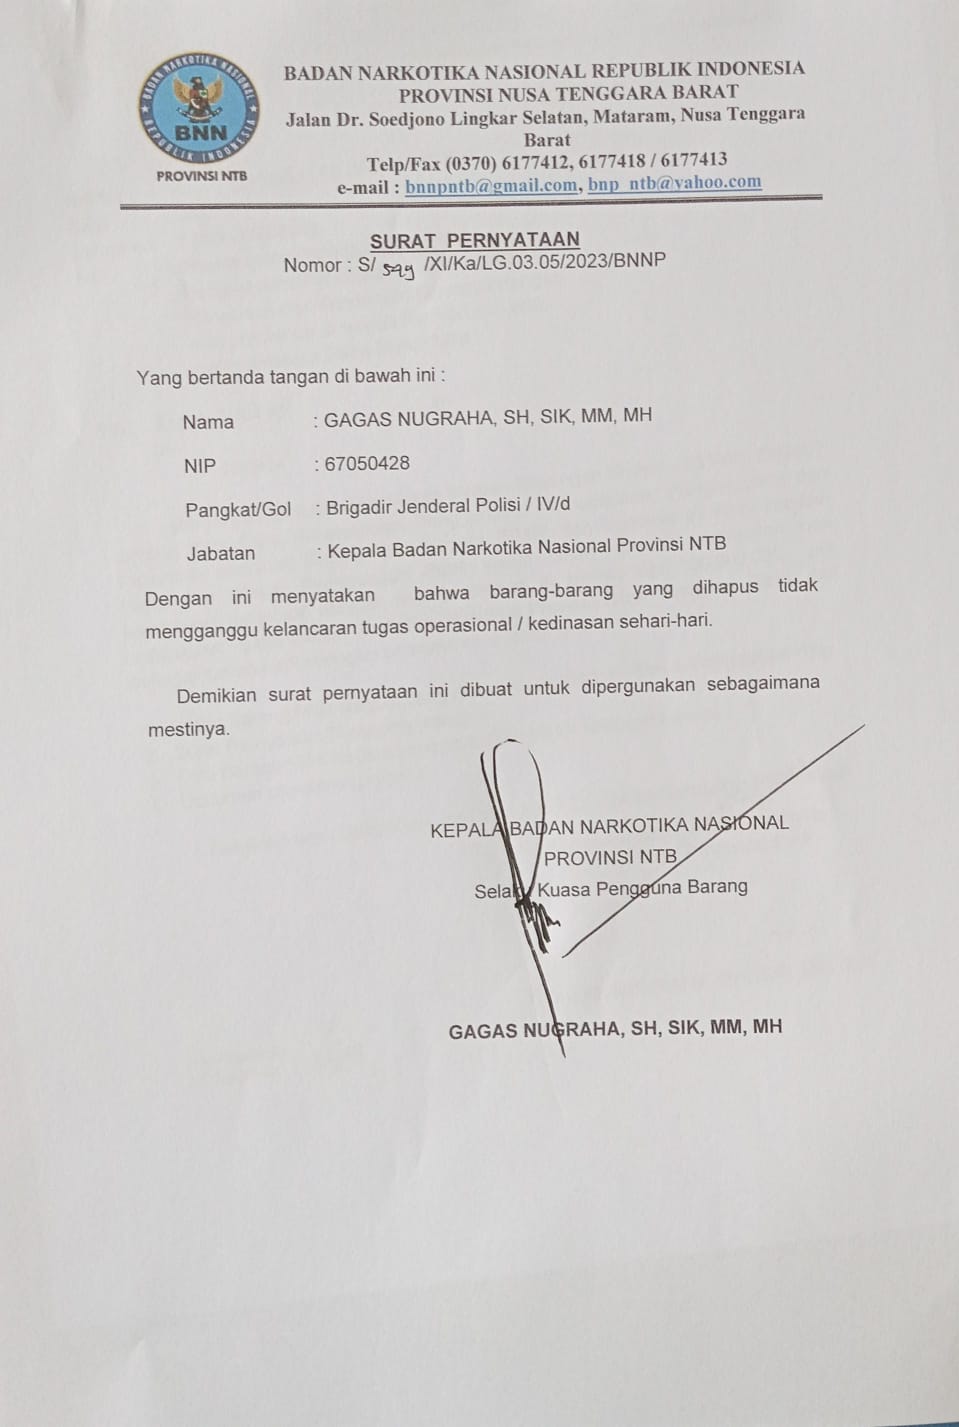 BADAN NARKOTIKA NASIONAL
REPUBLIK INDONESIA
BNN
PROVINSI NTB
BADAN NARKOTIKA NASIONAL REPUBLIK INDONESIA
PROVINSI NUSA TENGGARA BARAT
Jalan Dr. Soedjono Lingkar Selatan, Mataram, Nusa Tenggara
Barat
Telp/Fax (0370) 6177412, 6177418 / 6177413
e-mail : bnnpntb@gmail.com, bnp_ntb@yahoo.com
SURAT PERNYATAAN
Nomor : S/ /XI/Ka/LG.03.05/2023/BNNP
Yang bertanda tangan di bawah ini :
Nama : GAGAS NUGRAHA, SH, SIK, MM, MH
NIP : 67050428
Pangkat/Gol : Brigadir Jenderal Polisi / IV/d
Jabatan : Kepala Badan Narkotika Nasional Provinsi NTB
Dengan ini menyatakan bahwa barang-barang yang dihapus tidak
mengganggu kelancaran tugas operasional / kedinasan sehari-hari.
Demikian surat pernyataan ini dibuat untuk dipergunakan sebagaimana
mestinya.
KEPALA BADAN NARKOTIKA NASIONAL
PROVINSI NTB
Selaku Kuasa Pengguna Barang
GAGAS NUGRAHA, SH, SIK, MM, MH